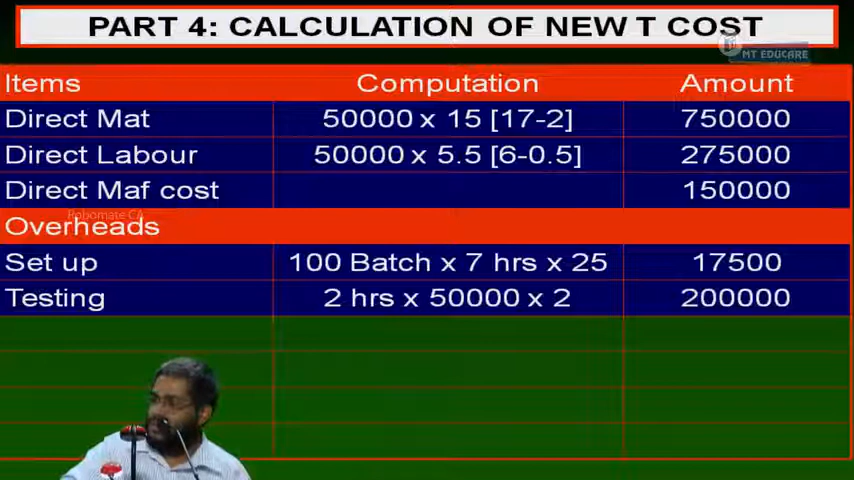 PART 4: CALCULATION OF NEW T COST
MT EDUCARE
Items Computation Amount
Direct Mat 50000 x 15 [17-2] 750000
Direct Labour 50000 x 5.5 [6-0.5] 275000
Direct Maf cost 150000
Robomate CA
Overheads
Set up 100 Batch x 7 hrs x 25 17500
Testing 2 hrs x 50000 x 2 200000